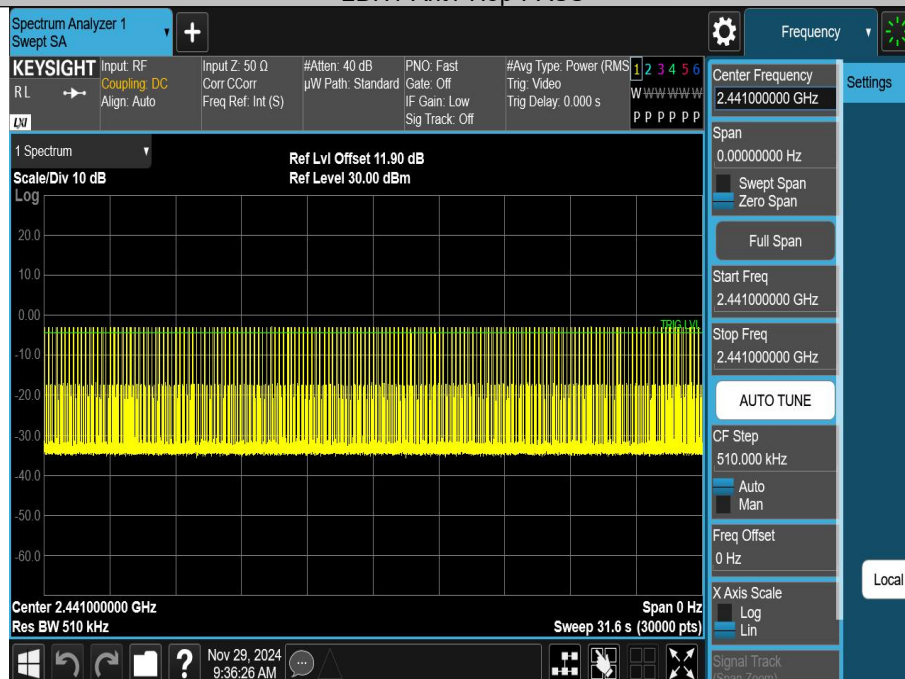 Spectrum Analyzer 1
Swept SA
Frequency
KEYSIGHT
RL
LXI
Input: RF
Coupling: DC
Align: Auto
Input Z: 50 Ω
Corr CCorr
Freq Ref: Int (S)
#Atten: 40 dB
µW Path: Standard
PNO: Fast
Gate: Off
IF Gain: Low
Sig Track: Off
#Avg Type: Power (RMS
Trig: Video
Trig Delay: 0.000 s
1 2 3 4 5 6
W W W W W W
P P P P P P
1 Spectrum
Scale/Div 10 dB
Ref Lvl Offset 11.90 dB
Ref Level 30.00 dBm
Log
20.0
10.0
0.00
TRIG LVL
-10.0
-20.0
-30.0
-40.0
-50.0
-60.0
Center 2.441000000 GHz
Res BW 510 kHz
Span 0 Hz
Sweep 31.6 s (30000 pts)
Center Frequency
2.441000000 GHz
Settings
Span
0.00000000 Hz
Swept Span
Zero Span
Full Span
Start Freq
2.441000000 GHz
Stop Freq
2.441000000 GHz
AUTO TUNE
CF Step
510.000 kHz
Auto
Man
Freq Offset
0 Hz
Local
X Axis Scale
Log
Lin
Signal Track
(Span Zoom)
?
Nov 29, 2024
9:36:26 AM